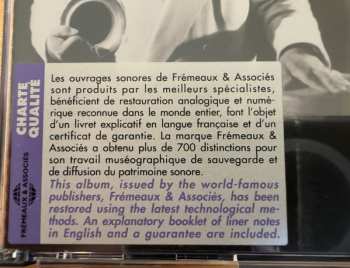 CHARTE
QUALITÉ
FRÉMEAUX & ASSOCIÉS
Les ouvrages sonores de Frémeaux & Associés
sont produits par les meilleurs spécialistes,
bénéficient de restauration analogique et numé-
rique reconnue dans le monde entier, font l'objet
d'un livret explicatif en langue française et d'un
certificat de garantie. La marque Frémeaux &
Associés a obtenu plus de 700 distinctions pour
son travail muséographique de sauvegarde et
de diffusion du patrimoine sonore.
This album, issued by the world-famous
publishers, Frémeaux & Associés, has been
restored using the latest technological me-
thods. An explanatory booklet of liner notes
in English and a guarantee are included.